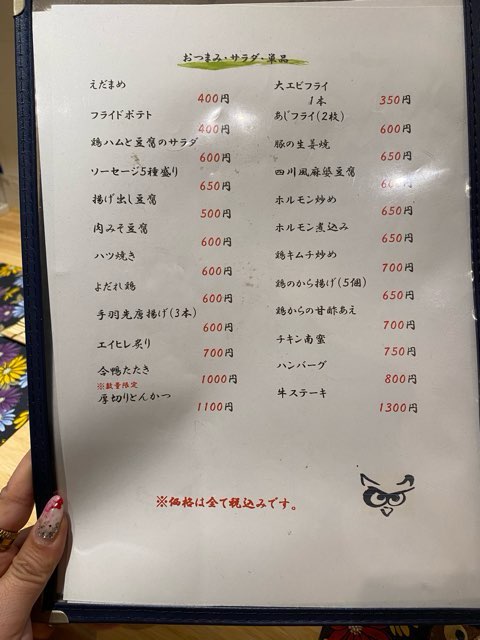 おつまみ・サラダ・単品
えだまめ
400円
フライドポテト
400円
鶏ハムと豆腐のサラダ
600円
ソーセージ5種盛り
650円
揚げ出し豆腐
500円
肉みそ豆腐
600円
ハツ焼き
600円
よだれ鶏
600円
手羽先唐揚げ(3本)
600円
エイヒレ炙り
700円
合鴨たたき
※数量限定
1000円
厚切りとんかつ
1100円
大エビフライ
1本
350円
あじフライ(2枚)
600円
豚の生姜焼
650円
四川風麻婆豆腐
円
ホルモン炒め
650円
ホルモン煮込み
650円
鶏キムチ炒め
700円
鶏のから揚げ(5個)
650円
鶏からの甘酢あえ
700円
チキン南蛮
750円
ハンバーグ
800円
牛ステーキ
1300円
※価格は全て税込みです。